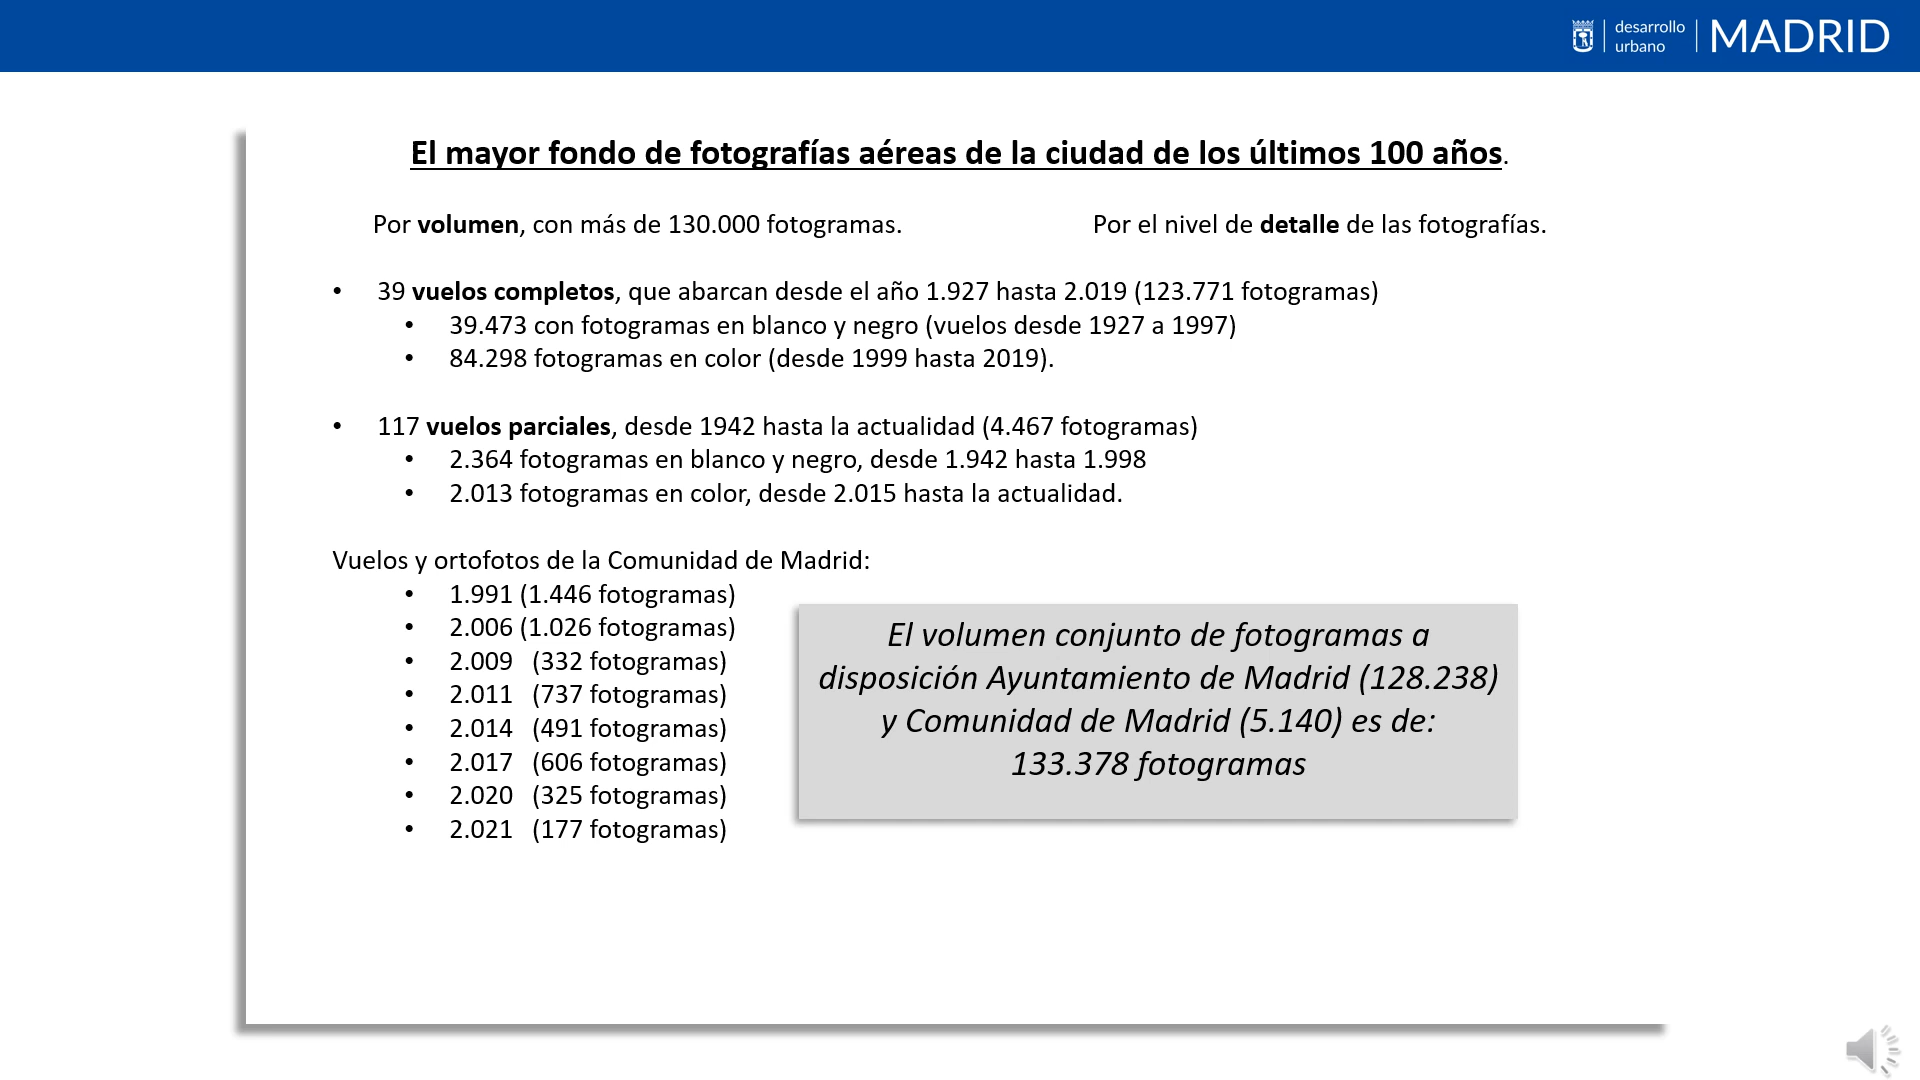 desarrollo
urbano
MADRID
El mayor fondo de fotografías aéreas de la ciudad de los últimos 100 años.
Por volumen, con más de 130.000 fotogramas.
Por el nivel de detalle de las fotografías.
• 39 vuelos completos, que abarcan desde el año 1.927 hasta 2.019 (123.771 fotogramas)
• 39.473 con fotogramas en blanco y negro (vuelos desde 1927 a 1997)
• 84.298 fotogramas en color (desde 1999 hasta 2019).
• 117 vuelos parciales, desde 1942 hasta la actualidad (4.467 fotogramas)
• 2.364 fotogramas en blanco y negro, desde 1.942 hasta 1.998
• 2.013 fotogramas en color, desde 2.015 hasta la actualidad.
Vuelos y ortofotos de la Comunidad de Madrid:
• 1.991 (1.446 fotogramas)
• 2.006 (1.026 fotogramas)
• 2.009 (332 fotogramas)
• 2.011 (737 fotogramas)
• 2.014 (491 fotogramas)
• 2.017 (606 fotogramas)
• 2.020 (325 fotogramas)
• 2.021 (177 fotogramas)
El volumen conjunto de fotogramas a
disposición Ayuntamiento de Madrid (128.238)
y Comunidad de Madrid (5.140) es de:
133.378 fotogramas